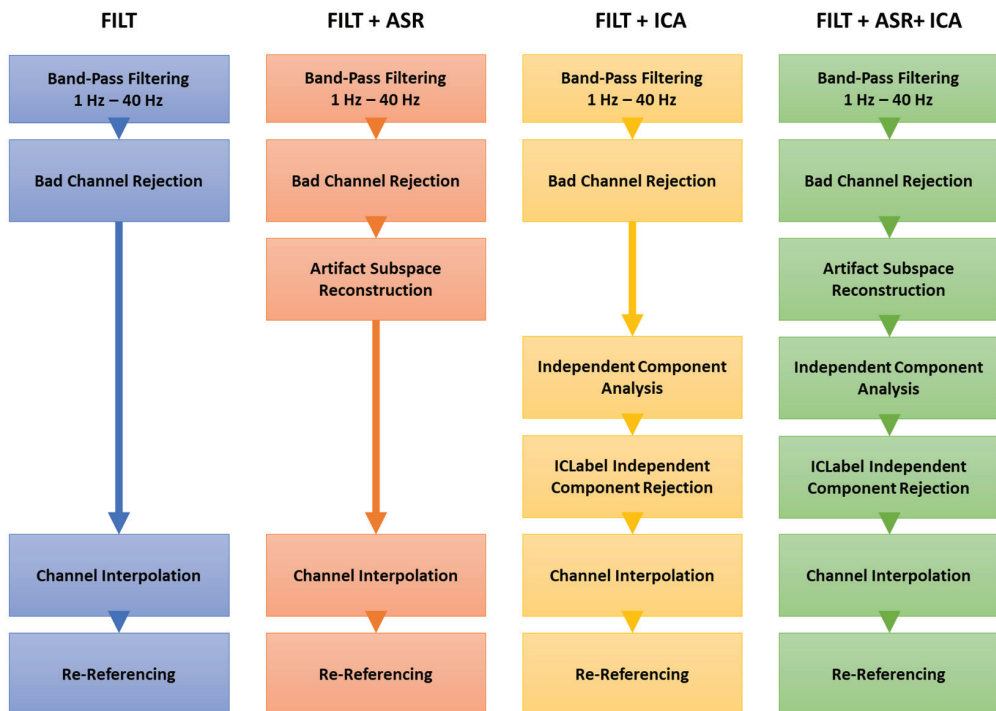 FILT
Band-Pass Filtering
1 Hz – 40 Hz
Bad Channel Rejection
Channel Interpolation
Re-Referencing
FILT + ASR
Band-Pass Filtering
1 Hz – 40 Hz
Bad Channel Rejection
Artifact Subspace
Reconstruction
Channel Interpolation
Re-Referencing
FILT + ICA
Band-Pass Filtering
1 Hz – 40 Hz
Bad Channel Rejection
Independent Component
Analysis
ICLabel Independent
Component Rejection
Channel Interpolation
Re-Referencing
FILT + ASR+ ICA
Band-Pass Filtering
1 Hz – 40 Hz
Bad Channel Rejection
Artifact Subspace
Reconstruction
Independent Component
Analysis
ICLabel Independent
Component Rejection
Channel Interpolation
Re-Referencing